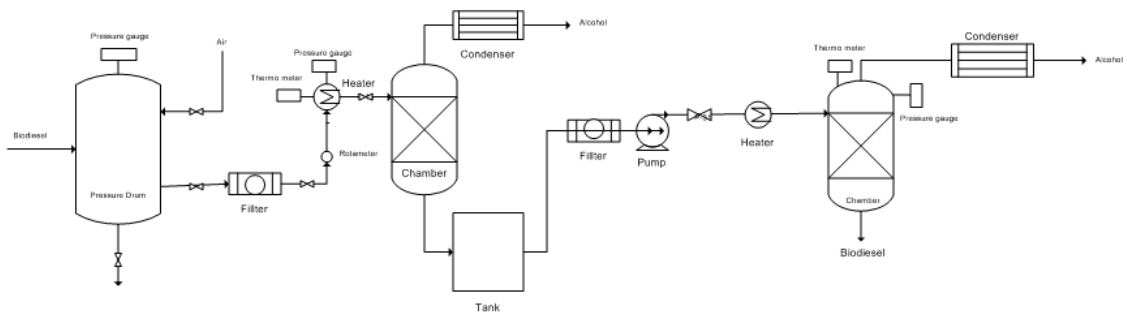 Pressure gauge
Air
Biodiesel
Pressure Drum
Fillter
Thermo meter
Pressure gauge
Heater
Rotameter
Chamber
Condenser
Alcohol
Tank
Fillter
Pump
Heater
Thermo meter
Condenser
Alcohol
Pressure gauge
Chamber
Biodiesel